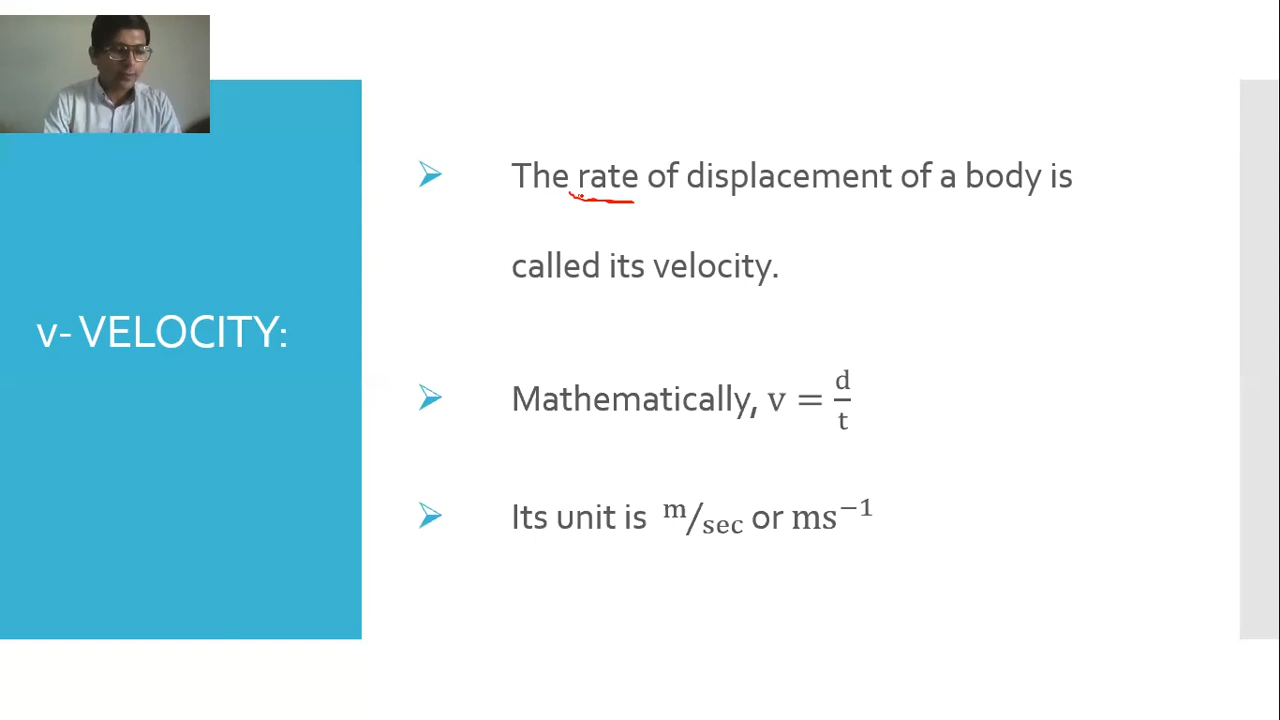 v- VELOCITY:
The rate of displacement of a body is
called its velocity.
Mathematically, v = d/t
Its unit is m/sec or ms⁻¹